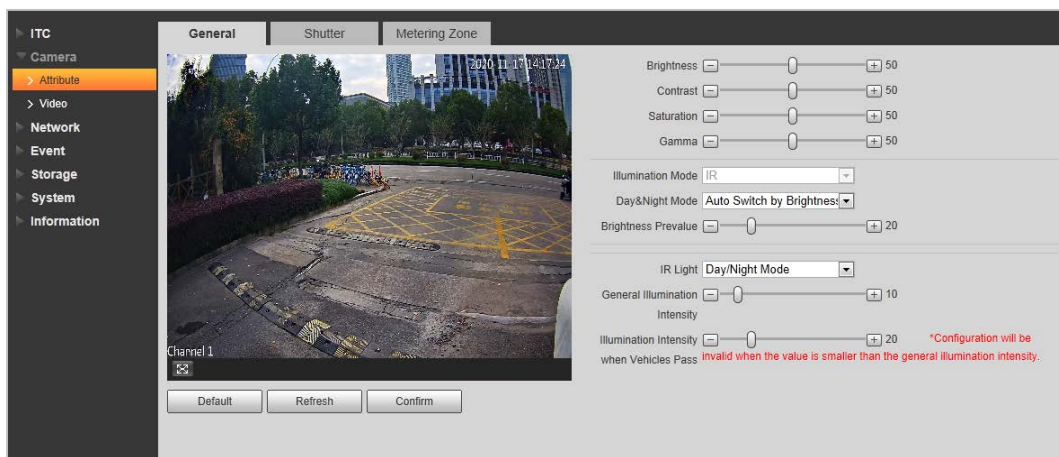 ITC
Camera
Attribute
Video
Network
Event
Storage
System
Information
General Shutter Metering Zone
2020-11-17 14:17:24
Channel 1
Default Refresh Confirm
Brightness 50
Contrast 50
Saturation 50
Gamma 50
Illumination Mode IR
Day&Night Mode Auto Switch by Brightness
Brightness Prevalue 20
IR Light Day/Night Mode
General Illumination 10
Intensity
Illumination Intensity 20 *Configuration will be
when Vehicles Pass invalid when the value is smaller than the general illumination intensity.